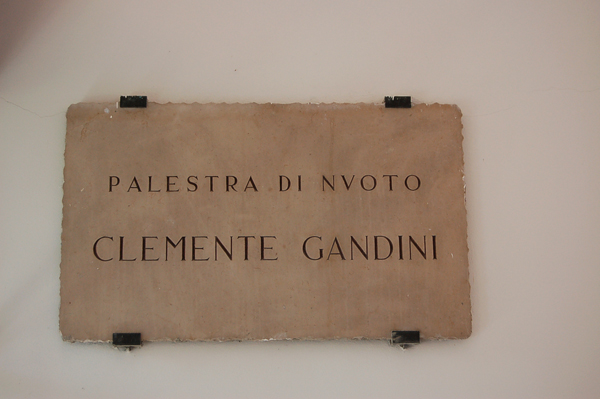 PALESTRA DI NVOTO
CLEMENTE GANDINI